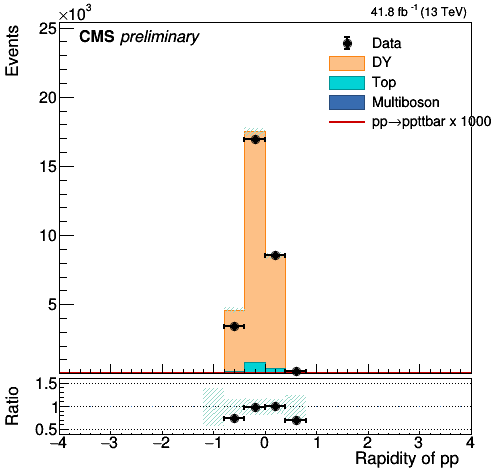 ×10³
41.8 fb⁻¹ (13 TeV)
CMS preliminary
Events
25
20
15
10
5
Data
DY
Top
Multiboson
pp→ppttbar x 1000
Ratio
1.5
1
0.5
−4 −3 −2 −1 0 1 2 3 4
Rapidity of pp